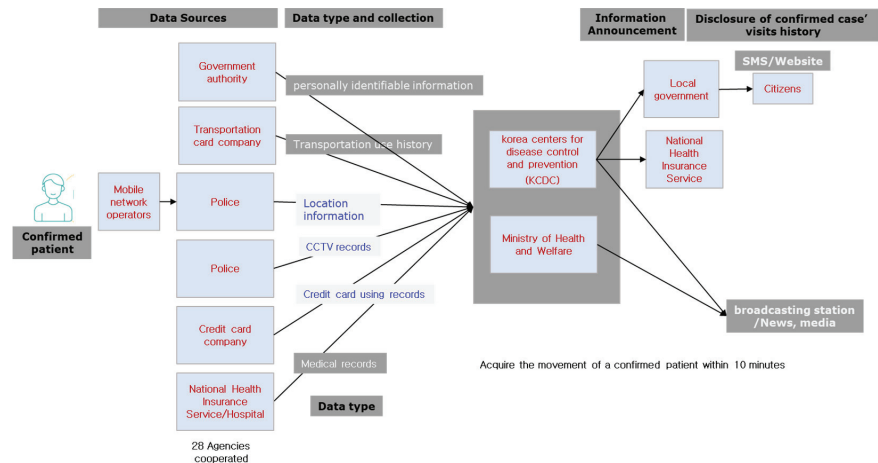 Data Sources
Data type and collection
Information
Announcement
Disclosure of confirmed case'
visits history
Government
authority
personally identifiable information
SMS/Website
Local
government
Citizens
Transportation
card company
Transportation use history
korea centers for
disease control
and prevention
(KCDC)
National
Health
Insurance
Service
Mobile
network
operators
Police
Location
information
Confirmed
patient
CCTV records
Police
Ministry of Health
and Welfare
Credit card using records
broadcasting station
/News, media
Credit card
company
Medical records
Acquire the movement of a confirmed patient within 10 minutes
National Health
Insurance
Service/Hospital
Data type
28 Agencies
cooperated